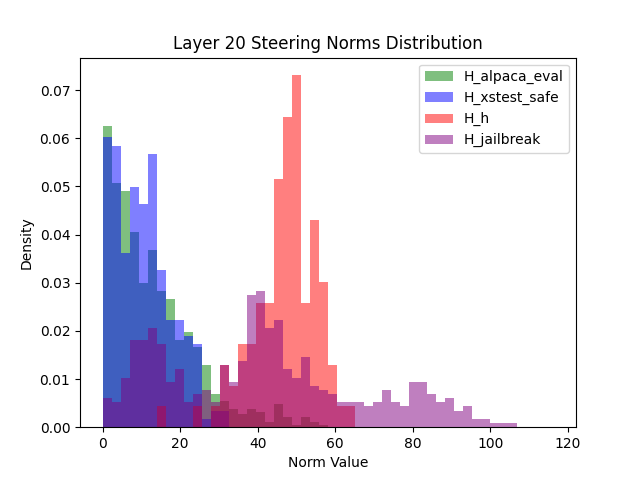 Layer 20 Steering Norms Distribution
H_alpaca_eval
H_xstest_safe
H_h
H_jailbreak
Density
0.07
0.06
0.05
0.04
0.03
0.02
0.01
0.00
0 20 40 60 80 100 120
Norm Value